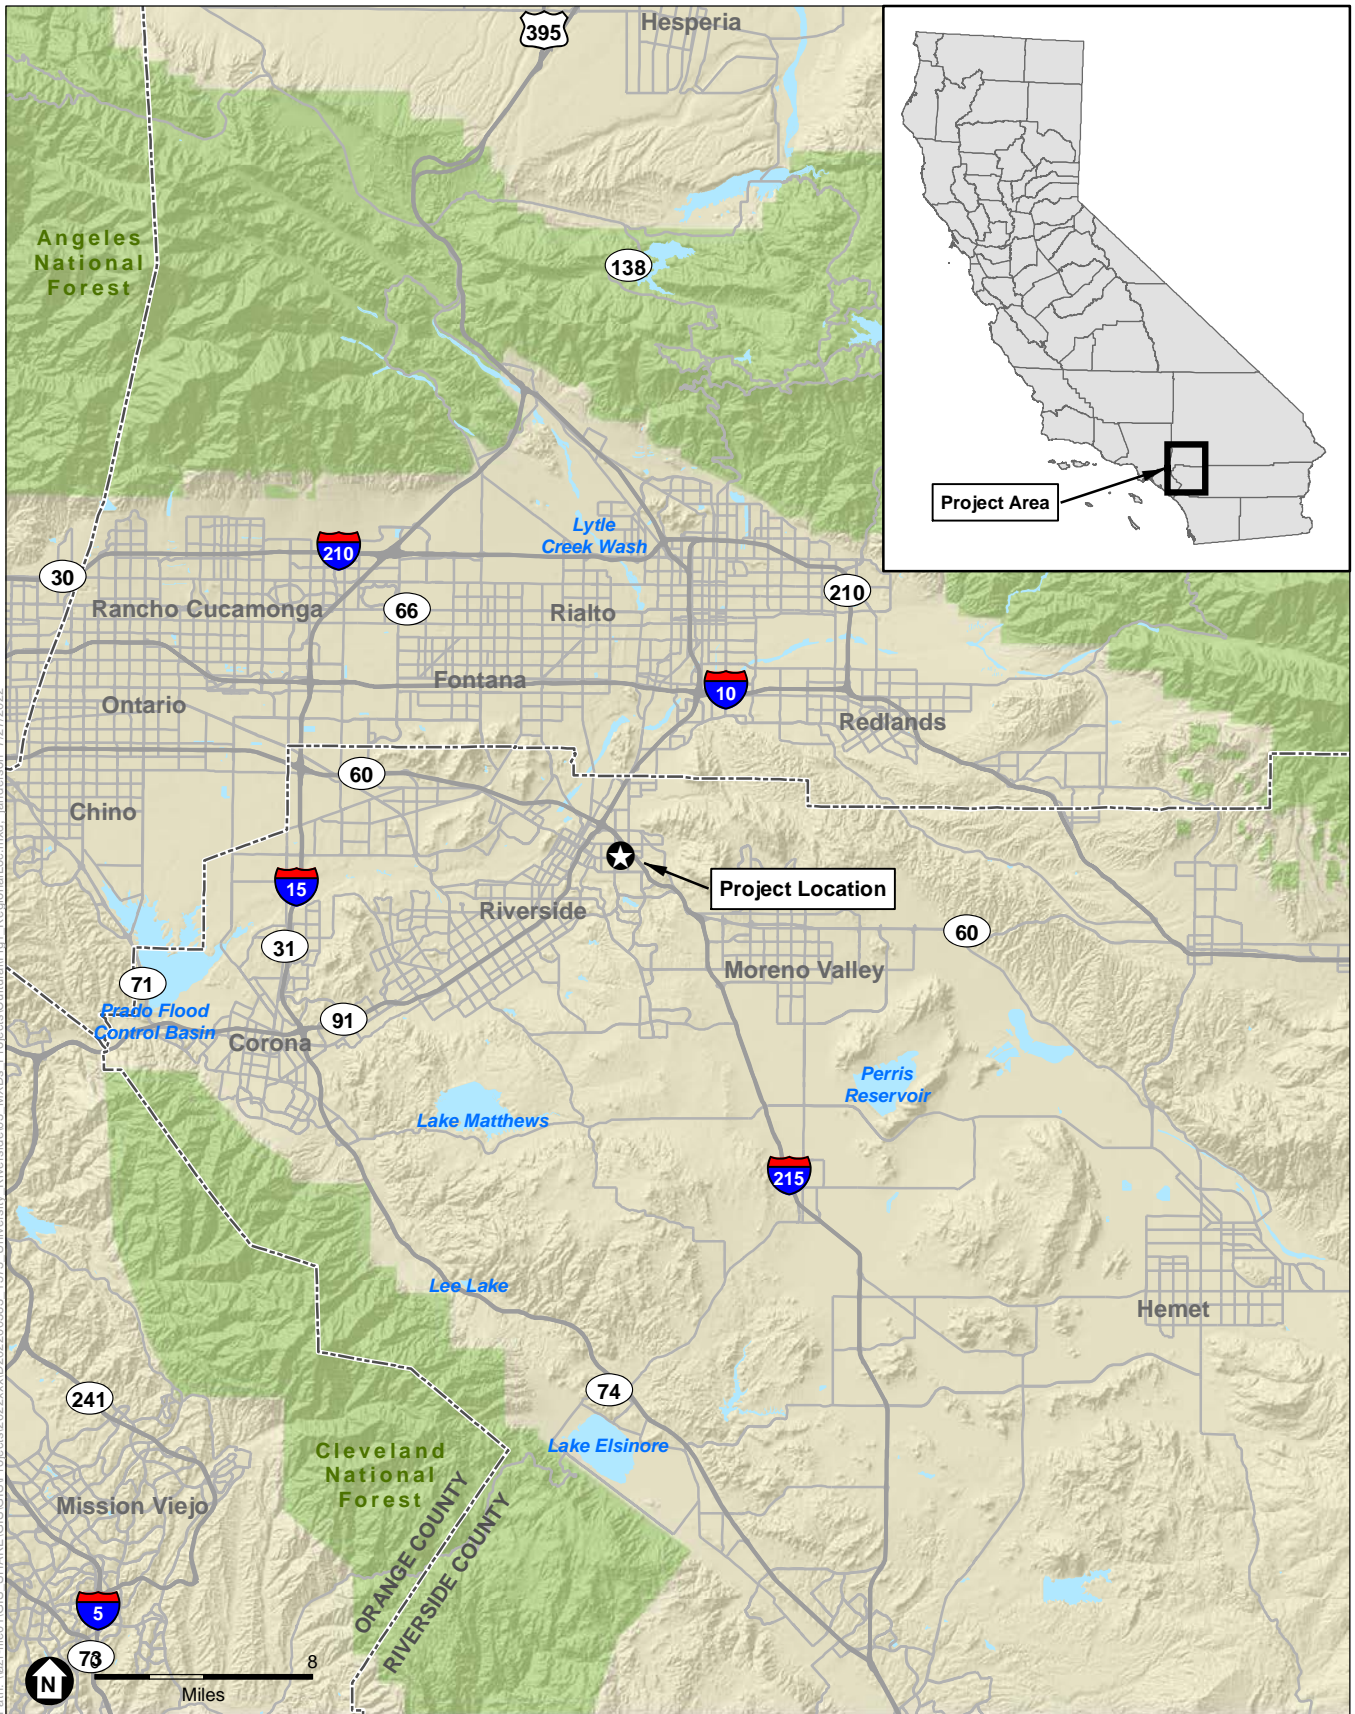 395
Hesperia
Angeles
National
Forest
138
Project Area
Lytle
Creek Wash
210
30
Rancho Cucamonga
66
Rialto
210
Fontana
10
Ontario
Redlands
60
Chino
Project Location
15
Riverside
31
60
71
Moreno Valley
Prado Flood
Control Basin
91
Corona
Perris
Reservoir
Lake Matthews
215
Lee Lake
Hemet
74
241
Lake Elsinore
Cleveland
National
Forest
Mission Viejo
ORANGE COUNTY
RIVERSIDE COUNTY
5
73
0
8
N
Miles